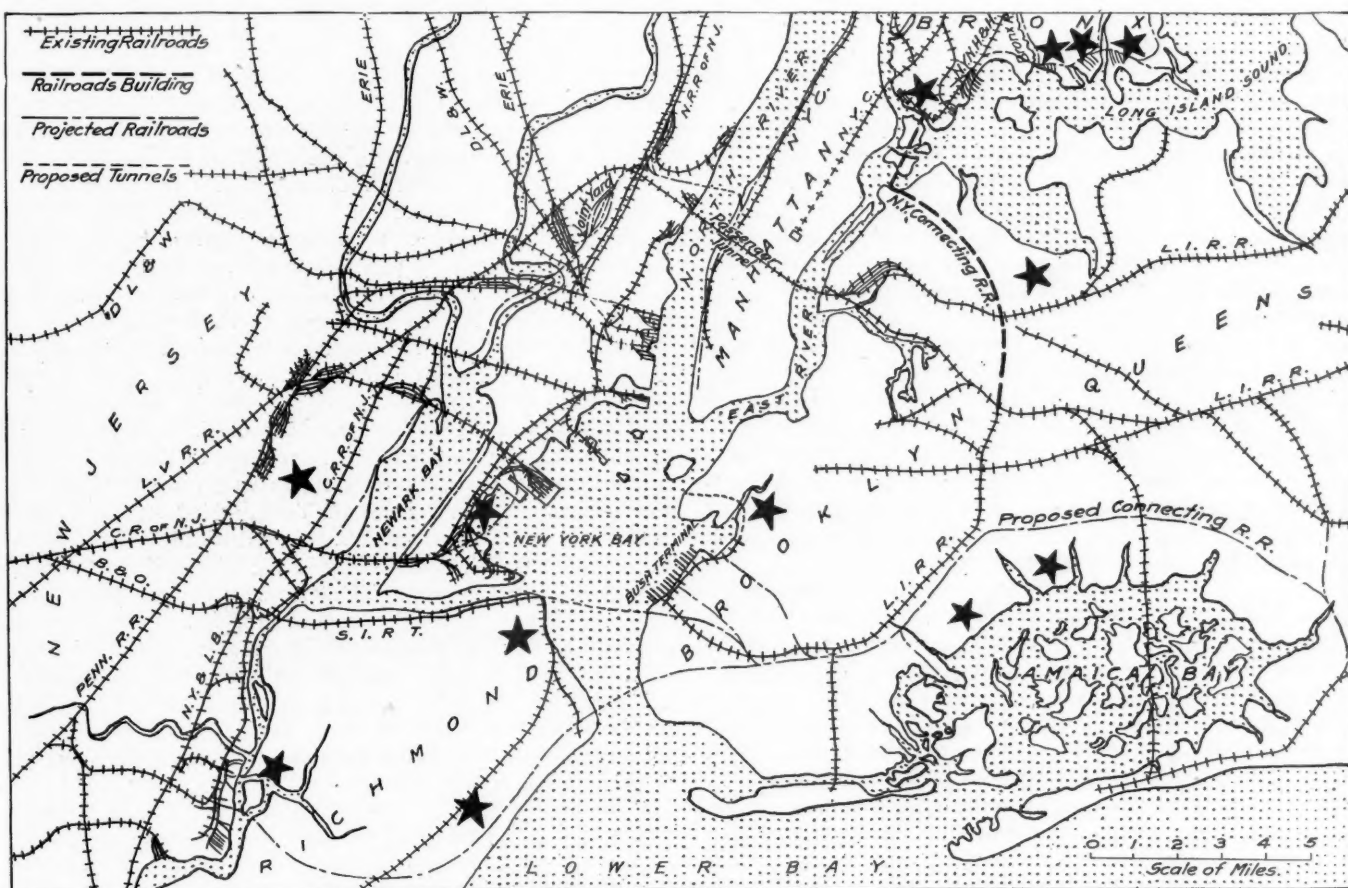 Existing Railroads
Railroads Building
Projected Railroads
Proposed Tunnels
ERIE
D.L.&W.
ERIE
N.R.R. of N.J.
RIVER
N.Y.C.
N.Y.C.
BRONX
Bronx
LONG ISLAND SOUND
Joint Yard
NORTH
Passenger Tunnels
MANHATTAN
N.Y. Connecting R.R.
L.I.R.R.
D L & W
NEW JERSEY
QUEENS
L.I.R.R.
EAST RIVER
L.V.R.R.
C.R.R. OF N.J.
NEWARK BAY
C.R. OF N.J.
B.&O.
NEW YORK BAY
BUSH TERMINAL
BROOKLYN
Proposed Connecting R.R.
L.I.R.R.
S.I.R.T.
PENN. R.R.
JAMAICA BAY
RICHMOND
LOWER BAY
0 1 2 3 4 5
Scale of Miles.